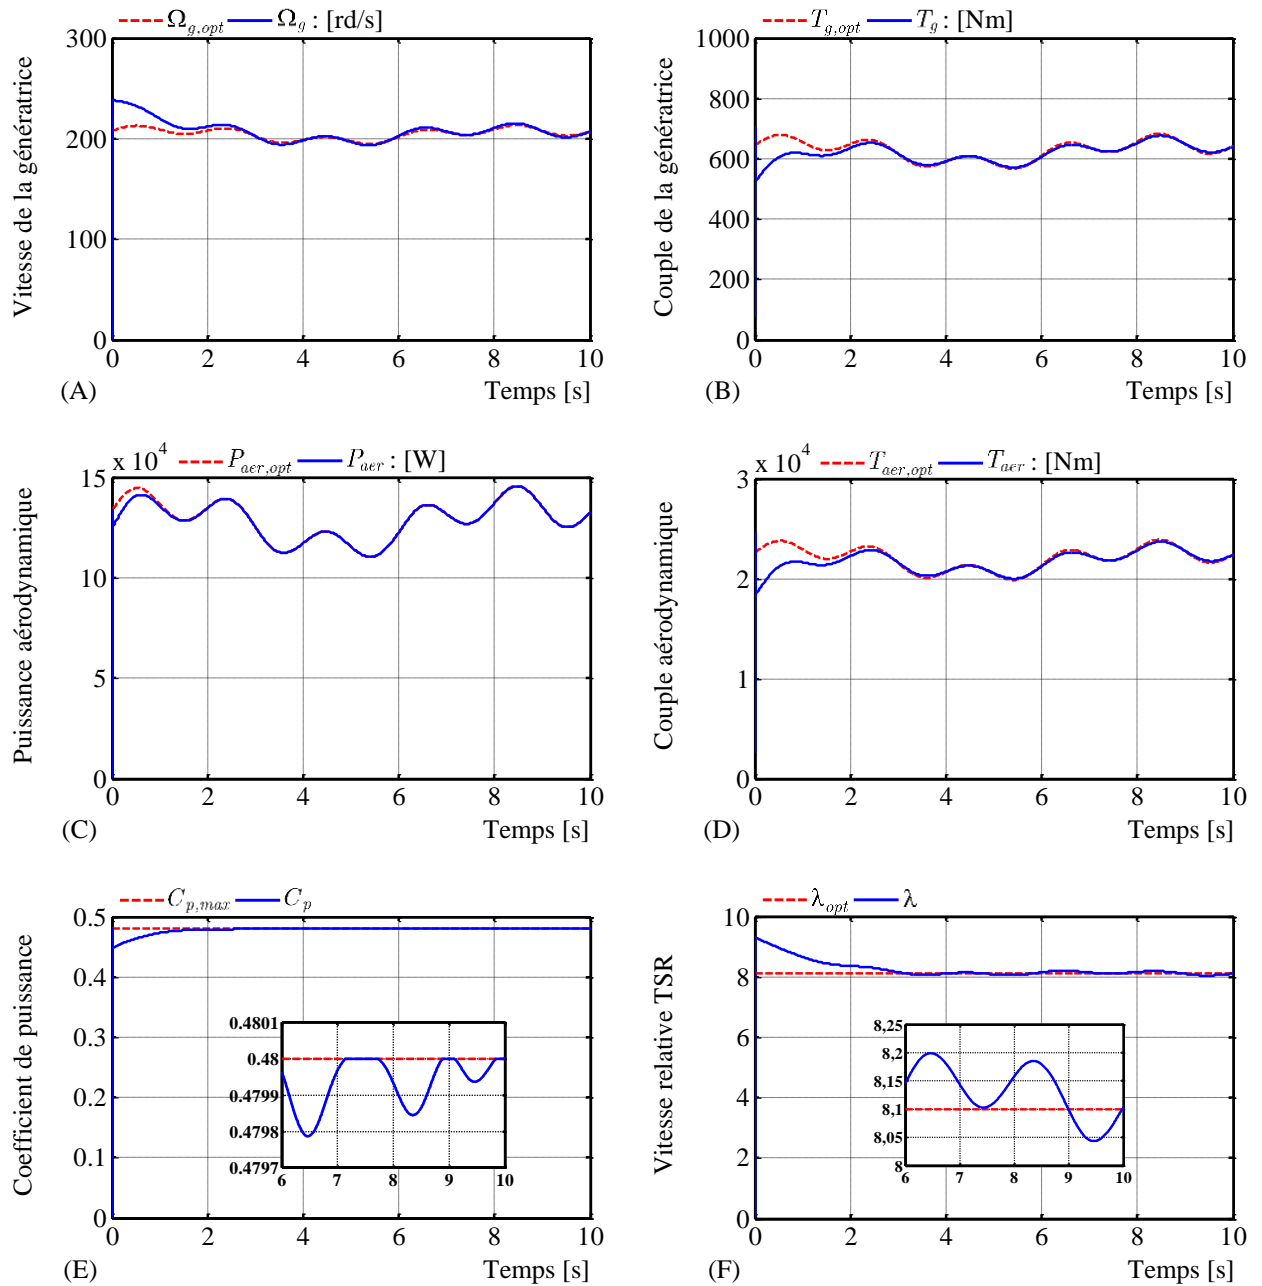 Ω_g,opt Ω_g : [rd/s]
300
200
100
0
0 2 4 6 8 10
Vitesse de la génératrice
Temps [s]
(A)
T_g,opt T_g : [Nm]
1000
800
600
400
200
0
0 2 4 6 8 10
Couple de la génératrice
Temps [s]
(B)
x 10^4 P_aer,opt P_aer : [W]
15
10
5
0
0 2 4 6 8 10
Puissance aérodynamique
Temps [s]
(C)
x 10^4 T_aer,opt T_aer : [Nm]
3
2
1
0
0 2 4 6 8 10
Couple aérodynamique
Temps [s]
(D)
C_p,max C_p
0.5
0.4
0.3
0.2
0.1
0
0 2 4 6 8 10
0.4801
0.48
0.4799
0.4798
0.4797
6 7 8 9 10
Coefficient de puissance
Temps [s]
(E)
λ_opt λ
10
8
6
4
2
0
0 2 4 6 8 10
8,25
8,2
8,15
8,1
8,05
8
6 7 8 9 10
Vitesse relative TSR
Temps [s]
(F)